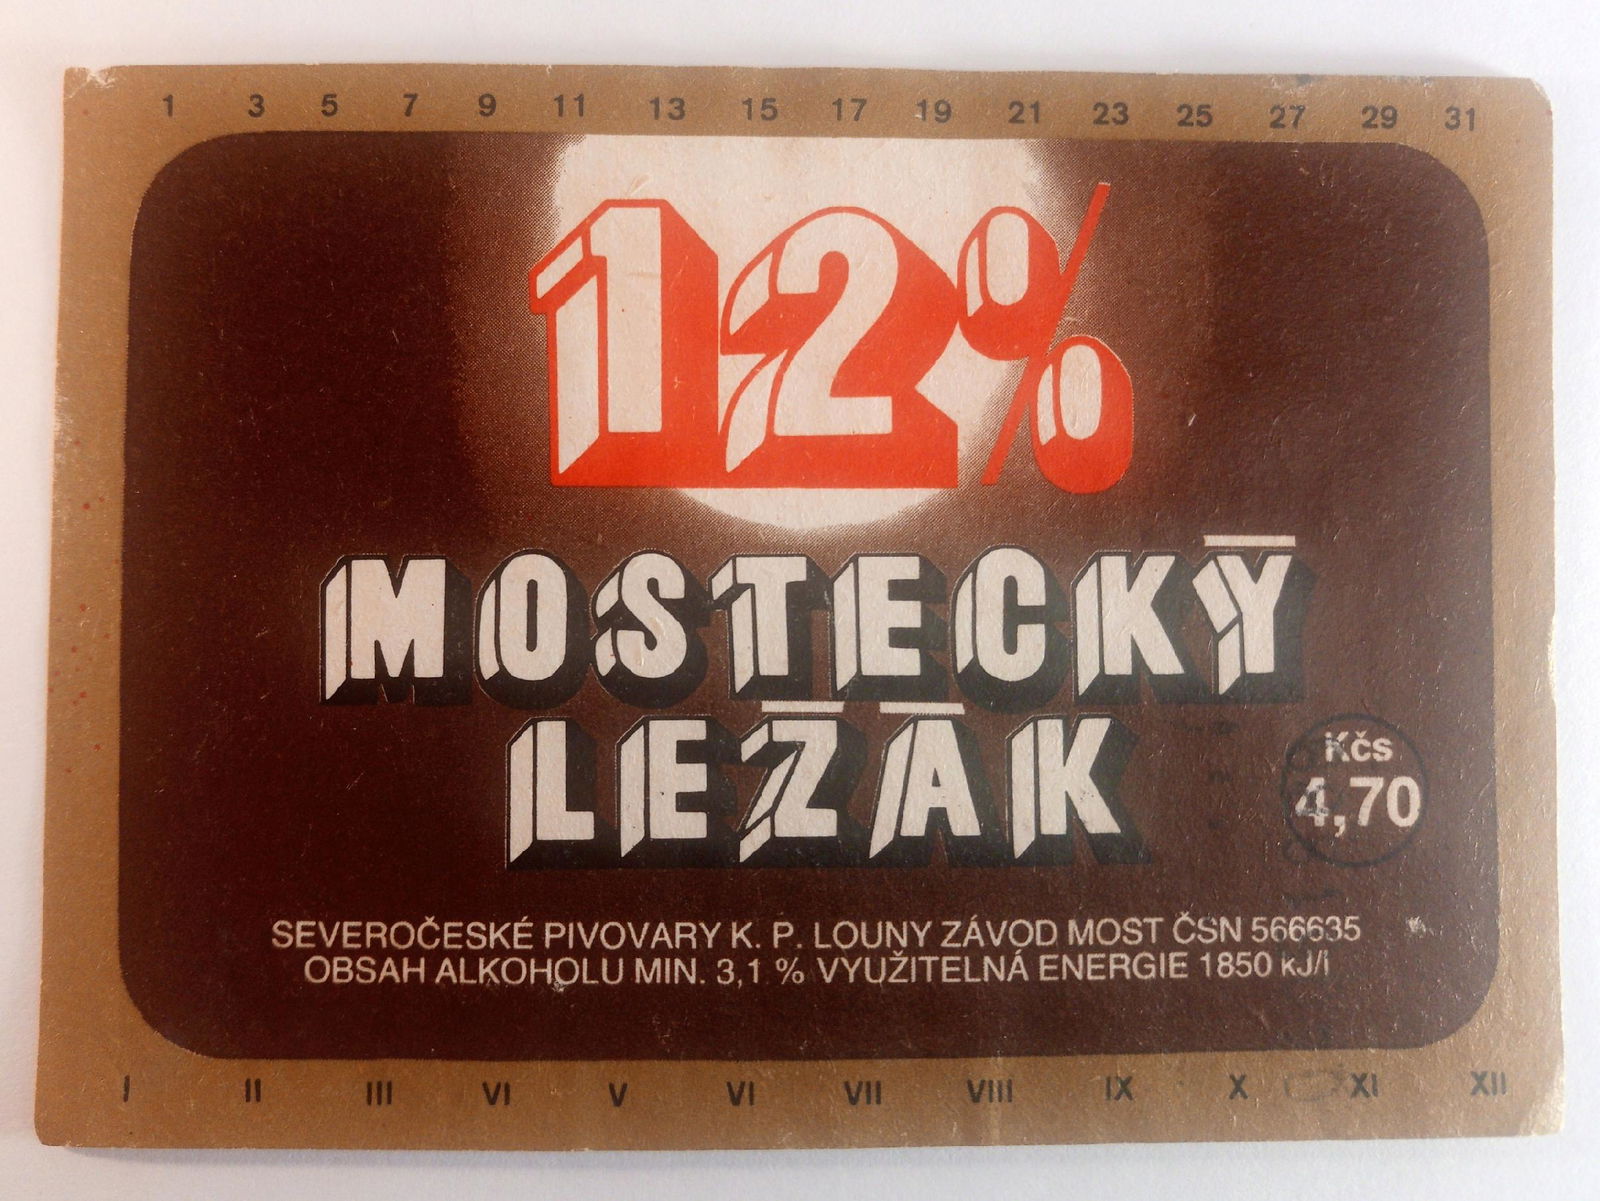 1 3 5 7 9 11 13 15 17 19 21 23 25 27 29 31
12%
MOSTECKÝ
LEŽÁK
Kčs
4,70
SEVEROČESKÉ PIVOVARY K. P. LOUNY ZÁVOD MOST ČSN 566635
OBSAH ALKOHOLU MIN. 3,1 % VYUŽITELNÁ ENERGIE 1850 kJ/l
I II III VI V VI VII VIII IX X XI XII